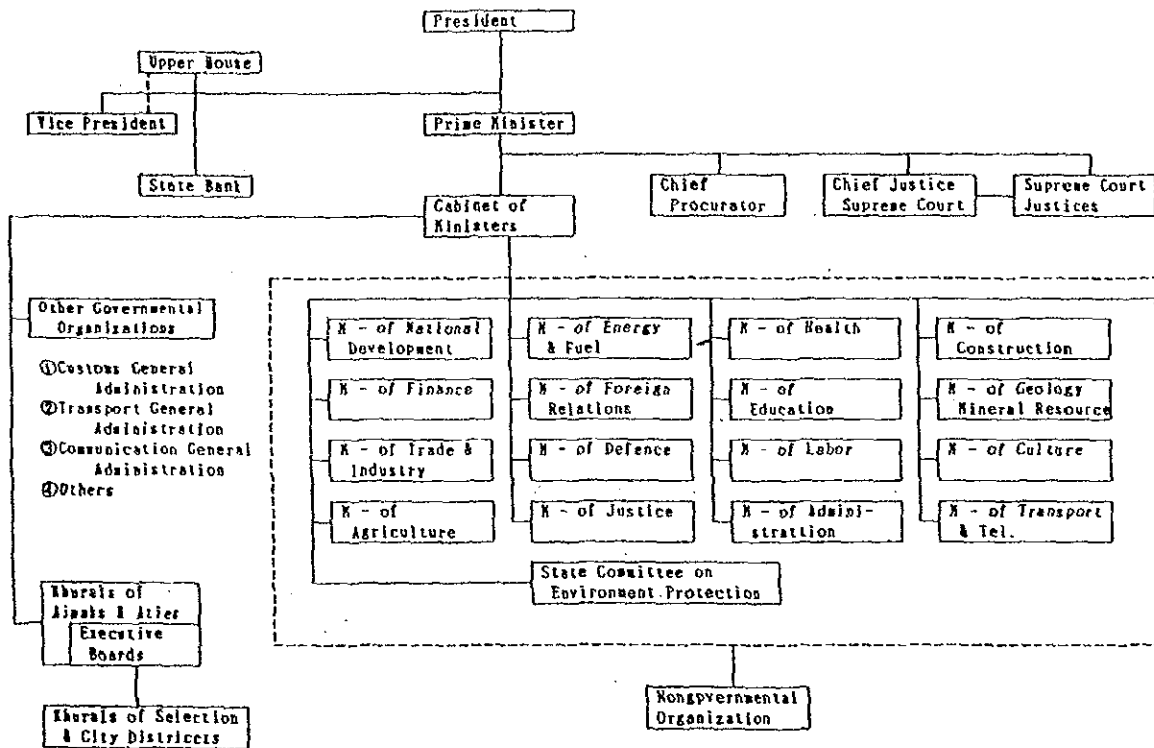 President
Upper House
Vice President
Prime Minister
State Bank
Chief
Procurator
Chief Justice
Supreme Court
Supreme Court
Justices
Cabinet of
Ministers
Other Governmental
Organizations
①Customs General
Administration
②Transport General
Administration
③Communication General
Administration
④Others
M - of National
Development
M - of Energy
& Fuel
M - of Health
M - of
Construction
M - of Finance
M - of Foreign
Relations
M - of
Education
M - of Geology
Mineral Resource
M - of Trade &
Industry
M - of Defence
M - of Labor
M - of Culture
M - of
Agriculture
M - of Justice
M - of Admini-
strattion
M - of Transport
& Tel.
State Committee on
Environment Protection
Khurals of
Aimaks & Atier
Executive
Boards
Khurals of Selection
& City Districers
Nongpvernmental
Organization